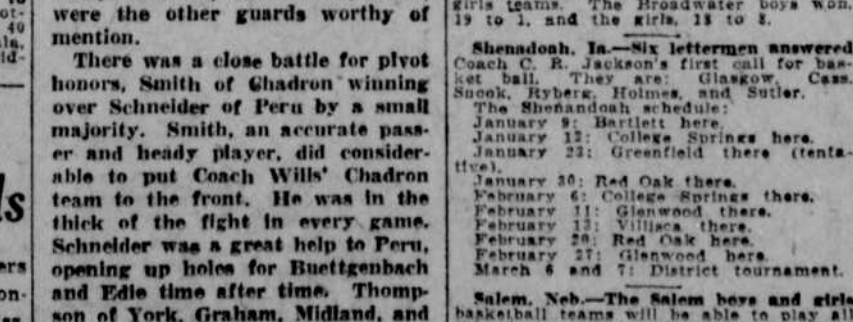 were the other guards worthy of
mention.
There was a close battle for pivot
honors, Smith of Chadron winning
over Schneider of Peru by a small
majority. Smith, an accurate pass-
er and heady player, did consider-
able to put Coach Wills' Chadron
team to the front. He was in the
thick of the fight in every game.
Schneider was a great help to Peru,
opening up holes for Buettgenbach
and Edie time after time. Thomp-
son of York, Graham, Midland, and
girls teams. The Broadwater boys won,
19 to 1, and the girls, 18 to 8.
Shenandoah, Ia.—Six lettermen answered
Coach C. R. Jackson's first call for bas-
ket ball. They are: Glasgow, Cass,
Snook, Ryberg, Holmes, and Sutler.
The Shenandoah schedule:
January 9: Bartlett here.
January 12: College Springs here.
January 23: Greenfield there (tenta-
tive).
January 30: Red Oak there.
February 6: College Springs there.
February 11: Glenwood there.
February 13: Villisca there.
February 20: Red Oak here.
February 27: Glenwood here.
March 6 and 7: District tournament.
Salem, Neb.—The Salem boys and girls
basketball teams will be able to play all